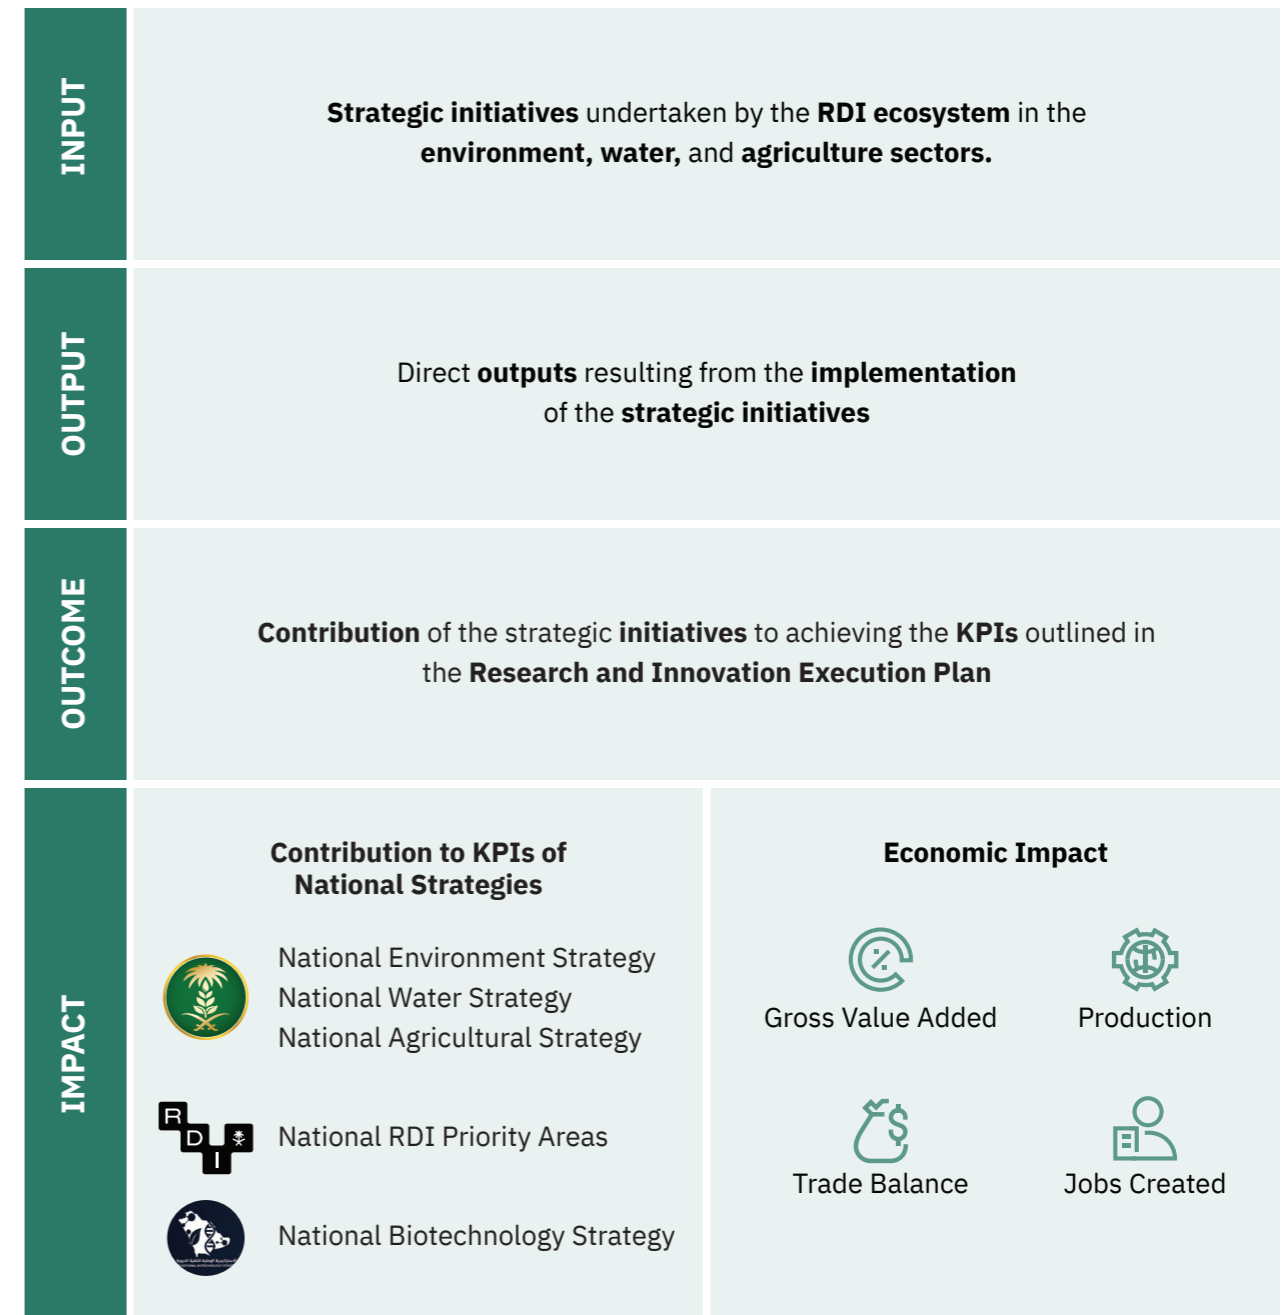 INPUT
Strategic initiatives undertaken by the RDI ecosystem in the
environment, water, and agriculture sectors.
OUTPUT
Direct outputs resulting from the implementation
of the strategic initiatives
OUTCOME
Contribution of the strategic initiatives to achieving the KPIs outlined in
the Research and Innovation Execution Plan
IMPACT
Contribution to KPIs of
National Strategies
National Environment Strategy
National Water Strategy
National Agricultural Strategy
R
D
I
National RDI Priority Areas
National Biotechnology Strategy
Economic Impact
Gross Value Added
Production
Trade Balance
Jobs Created